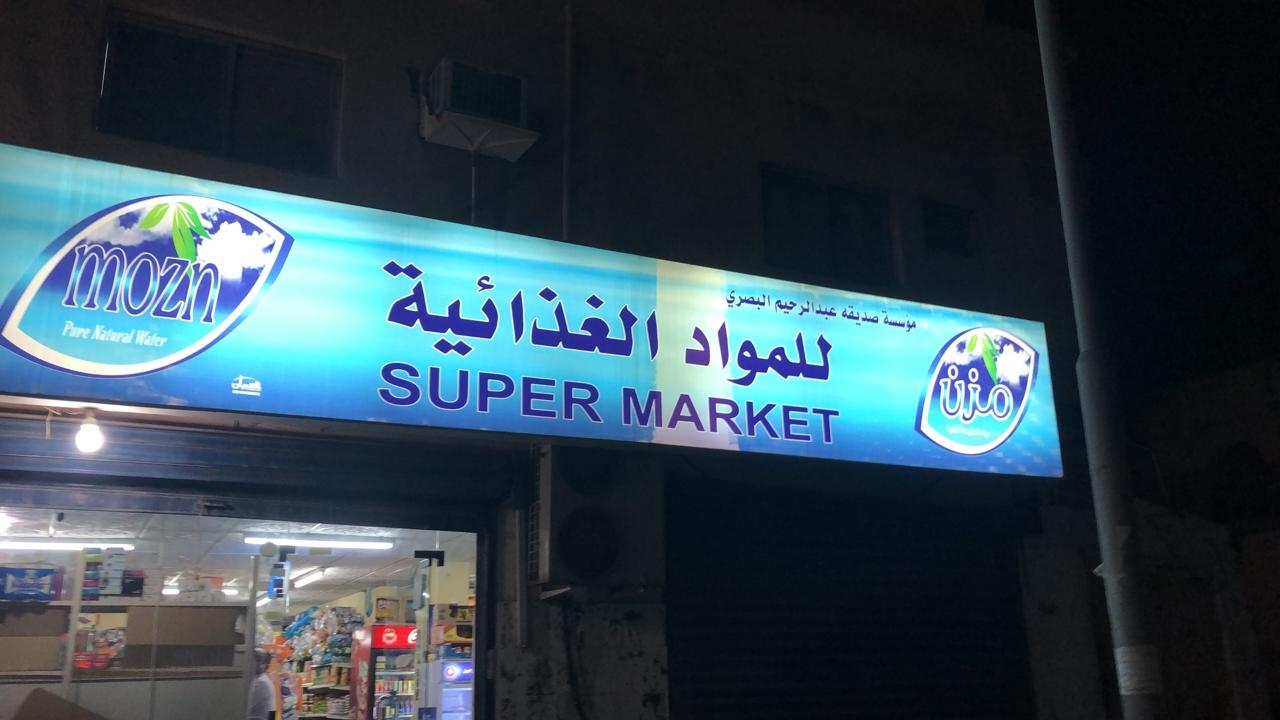 mozn
Pure Natural Water
مؤسسة صديقه عبدالرحيم البصري
للمواد الغذائية
SUPER MARKET
مزن